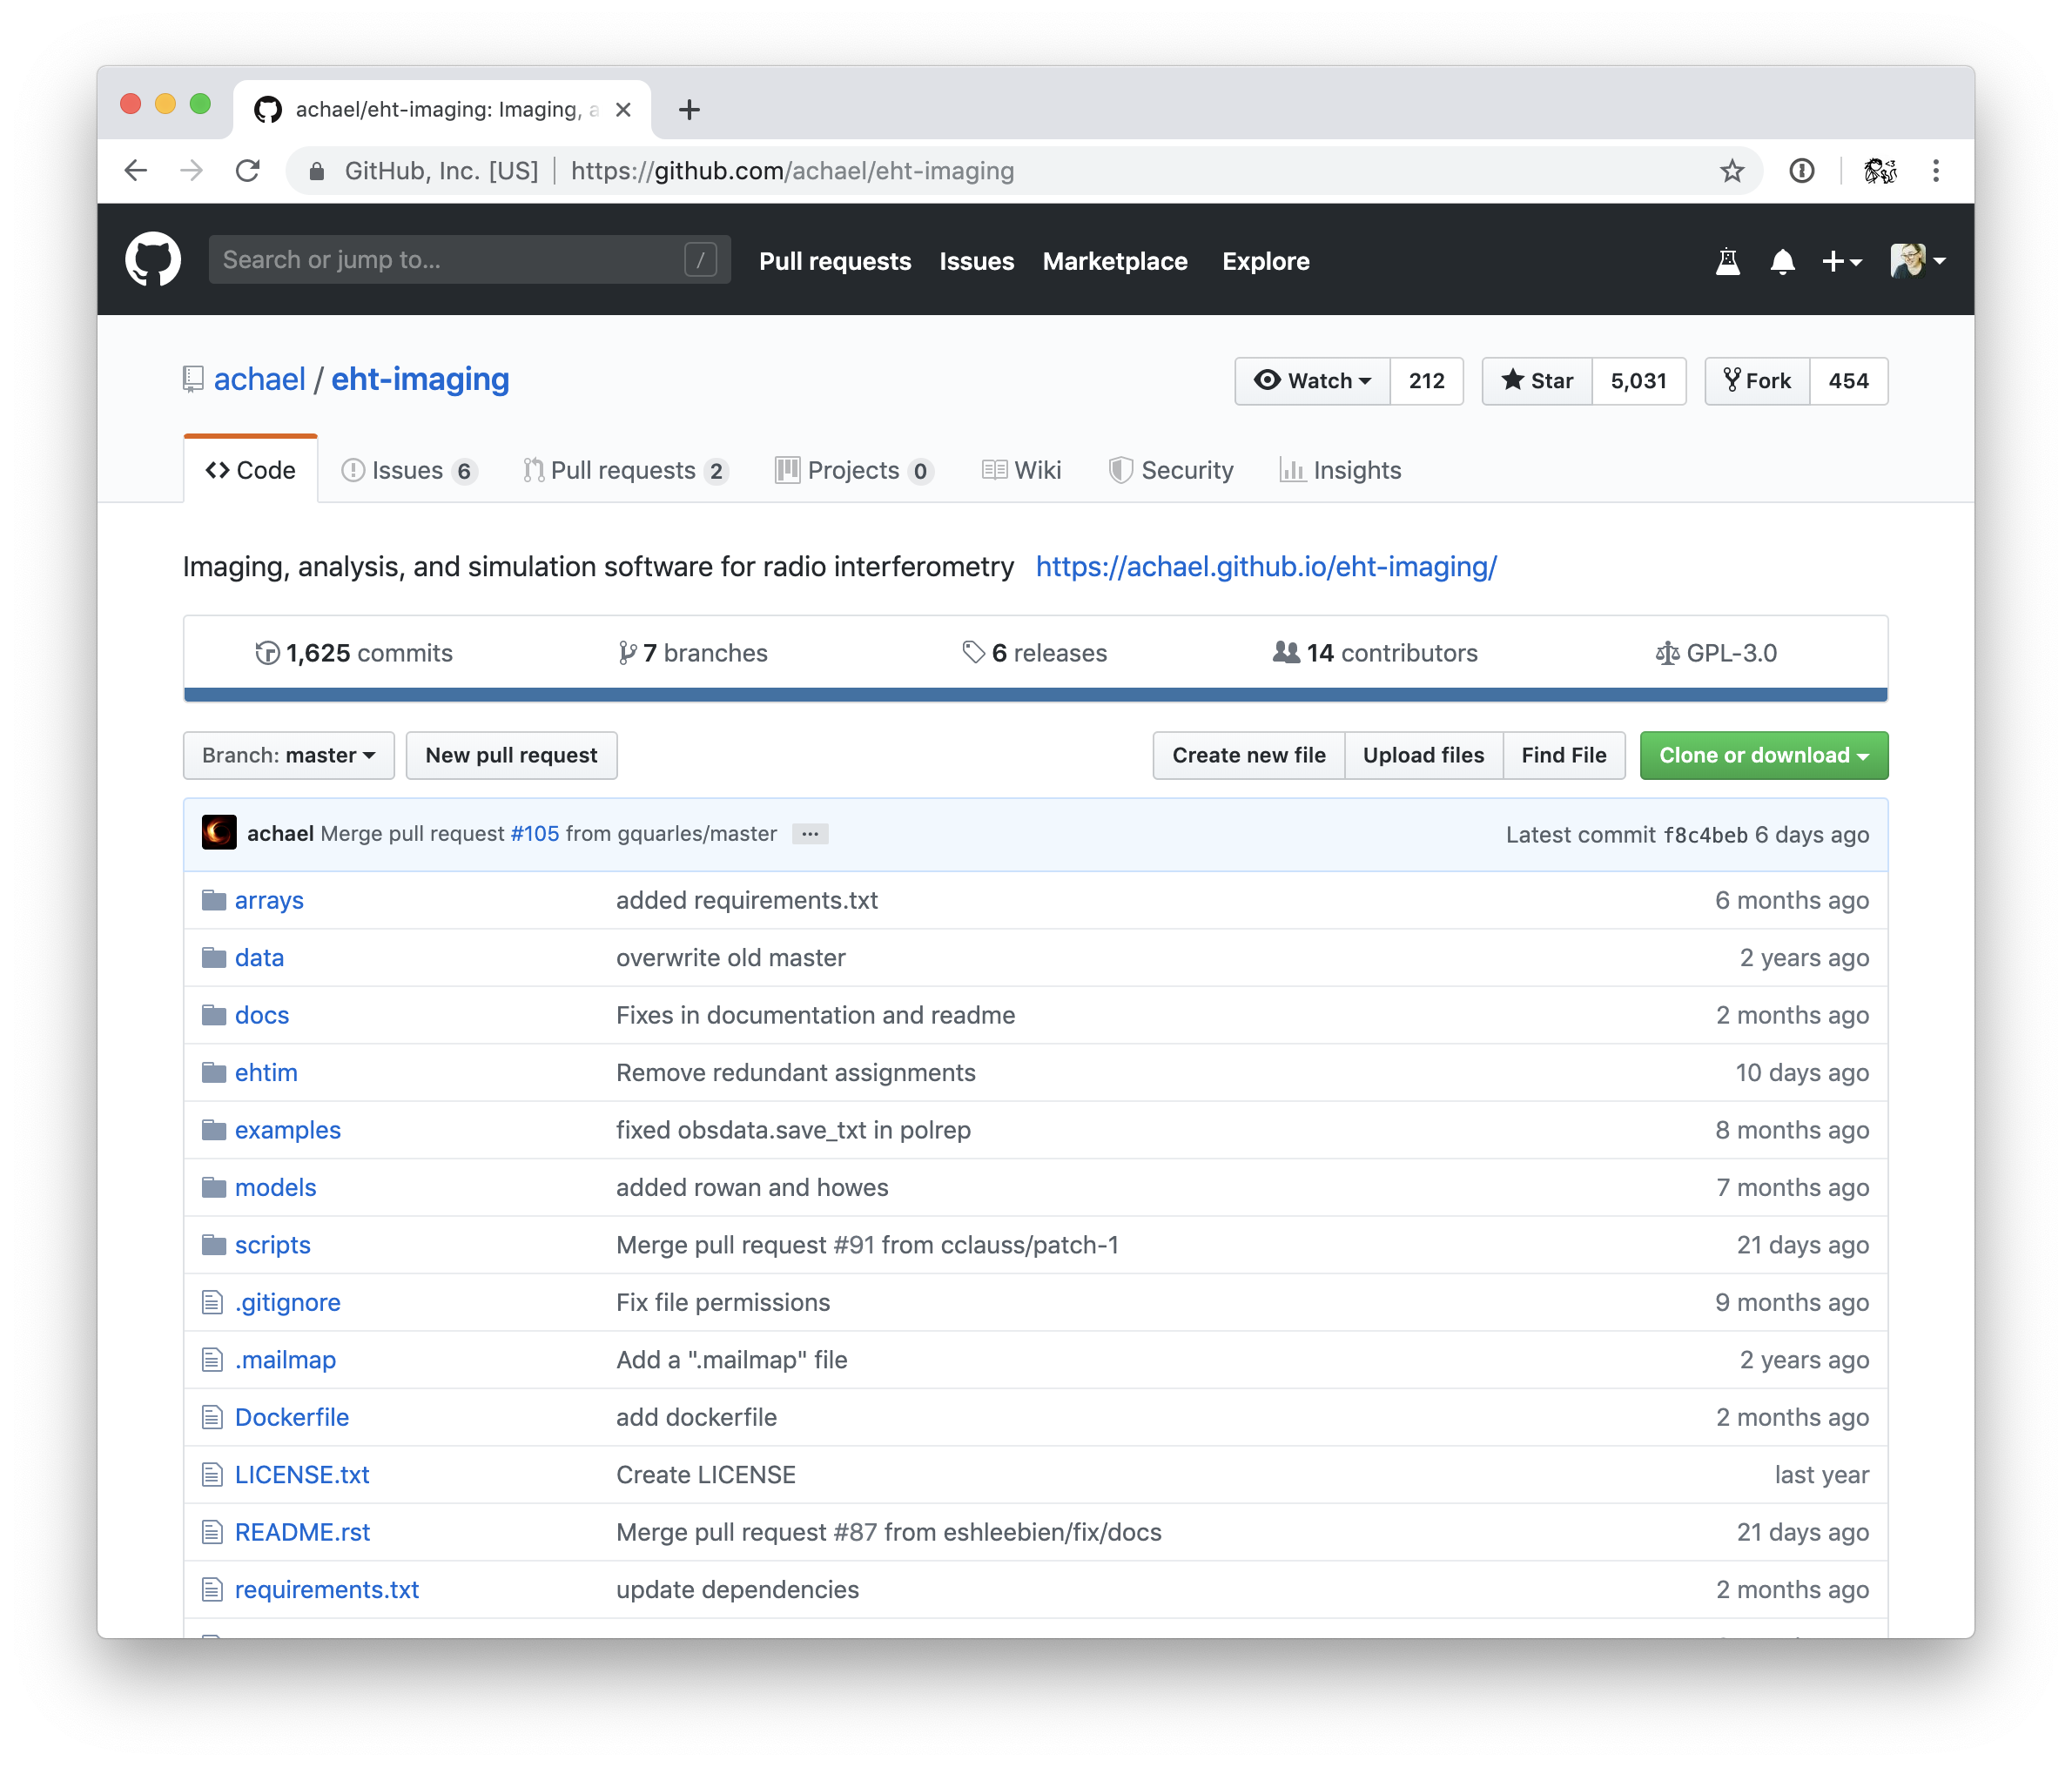 achael/eht-imaging: Imaging, a
GitHub, Inc. [US] https://github.com/achael/eht-imaging
Search or jump to... / Pull requests Issues Marketplace Explore
achael / eht-imaging Watch 212 Star 5,031 Fork 454
Code Issues 6 Pull requests 2 Projects 0 Wiki Security Insights
Imaging, analysis, and simulation software for radio interferometry https://achael.github.io/eht-imaging/
1,625 commits 7 branches 6 releases 14 contributors GPL-3.0
Branch: master New pull request Create new file Upload files Find File Clone or download
achael Merge pull request #105 from gquarles/master ... Latest commit f8c4beb 6 days ago
arrays added requirements.txt 6 months ago
data overwrite old master 2 years ago
docs Fixes in documentation and readme 2 months ago
ehtim Remove redundant assignments 10 days ago
examples fixed obsdata.save_txt in polrep 8 months ago
models added rowan and howes 7 months ago
scripts Merge pull request #91 from cclauss/patch-1 21 days ago
.gitignore Fix file permissions 9 months ago
.mailmap Add a ".mailmap" file 2 years ago
Dockerfile add dockerfile 2 months ago
LICENSE.txt Create LICENSE last year
README.rst Merge pull request #87 from eshleebien/fix/docs 21 days ago
requirements.txt update dependencies 2 months ago